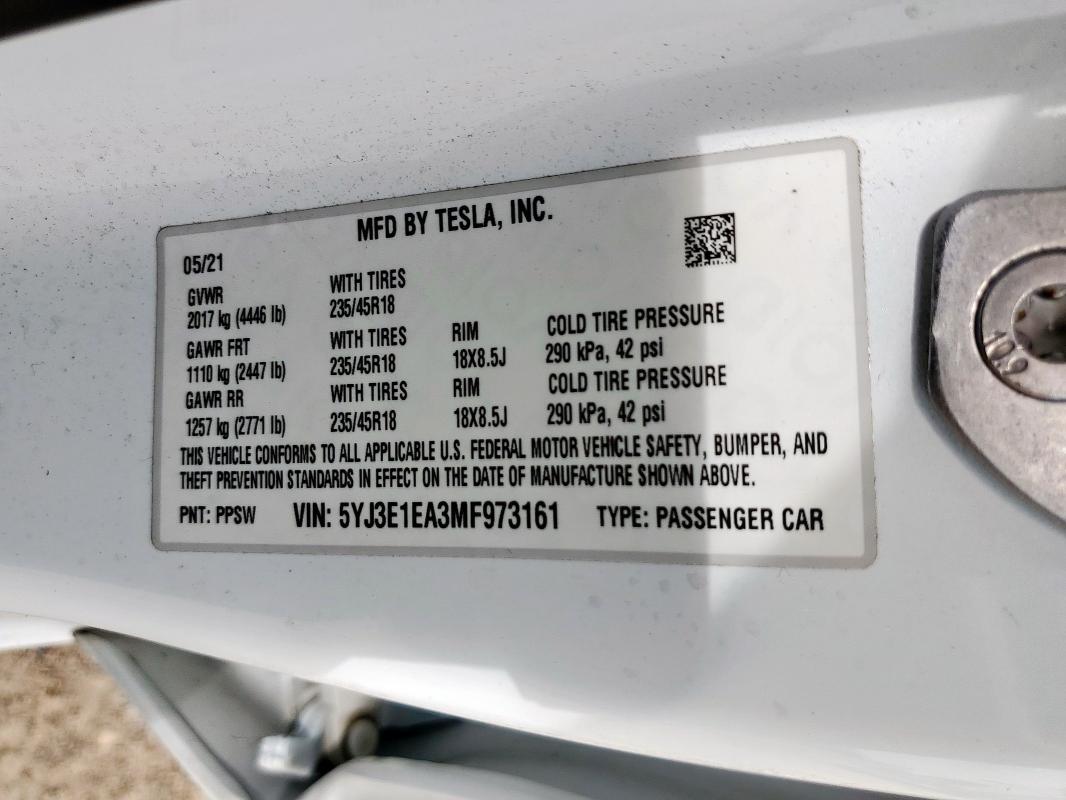 MFD BY TESLA, INC.
05/21
GVWR WITH TIRES
2017 kg (4446 lb) 235/45R18
GAWR FRT WITH TIRES RIM COLD TIRE PRESSURE
1110 kg (2447 lb) 235/45R18 18X8.5J 290 kPa, 42 psi
GAWR RR WITH TIRES RIM COLD TIRE PRESSURE
1257 kg (2771 lb) 235/45R18 18X8.5J 290 kPa, 42 psi
THIS VEHICLE CONFORMS TO ALL APPLICABLE U.S. FEDERAL MOTOR VEHICLE SAFETY, BUMPER, AND
THEFT PREVENTION STANDARDS IN EFFECT ON THE DATE OF MANUFACTURE SHOWN ABOVE.
PNT: PPSW VIN: 5YJ3E1EA3MF973161 TYPE: PASSENGER CAR